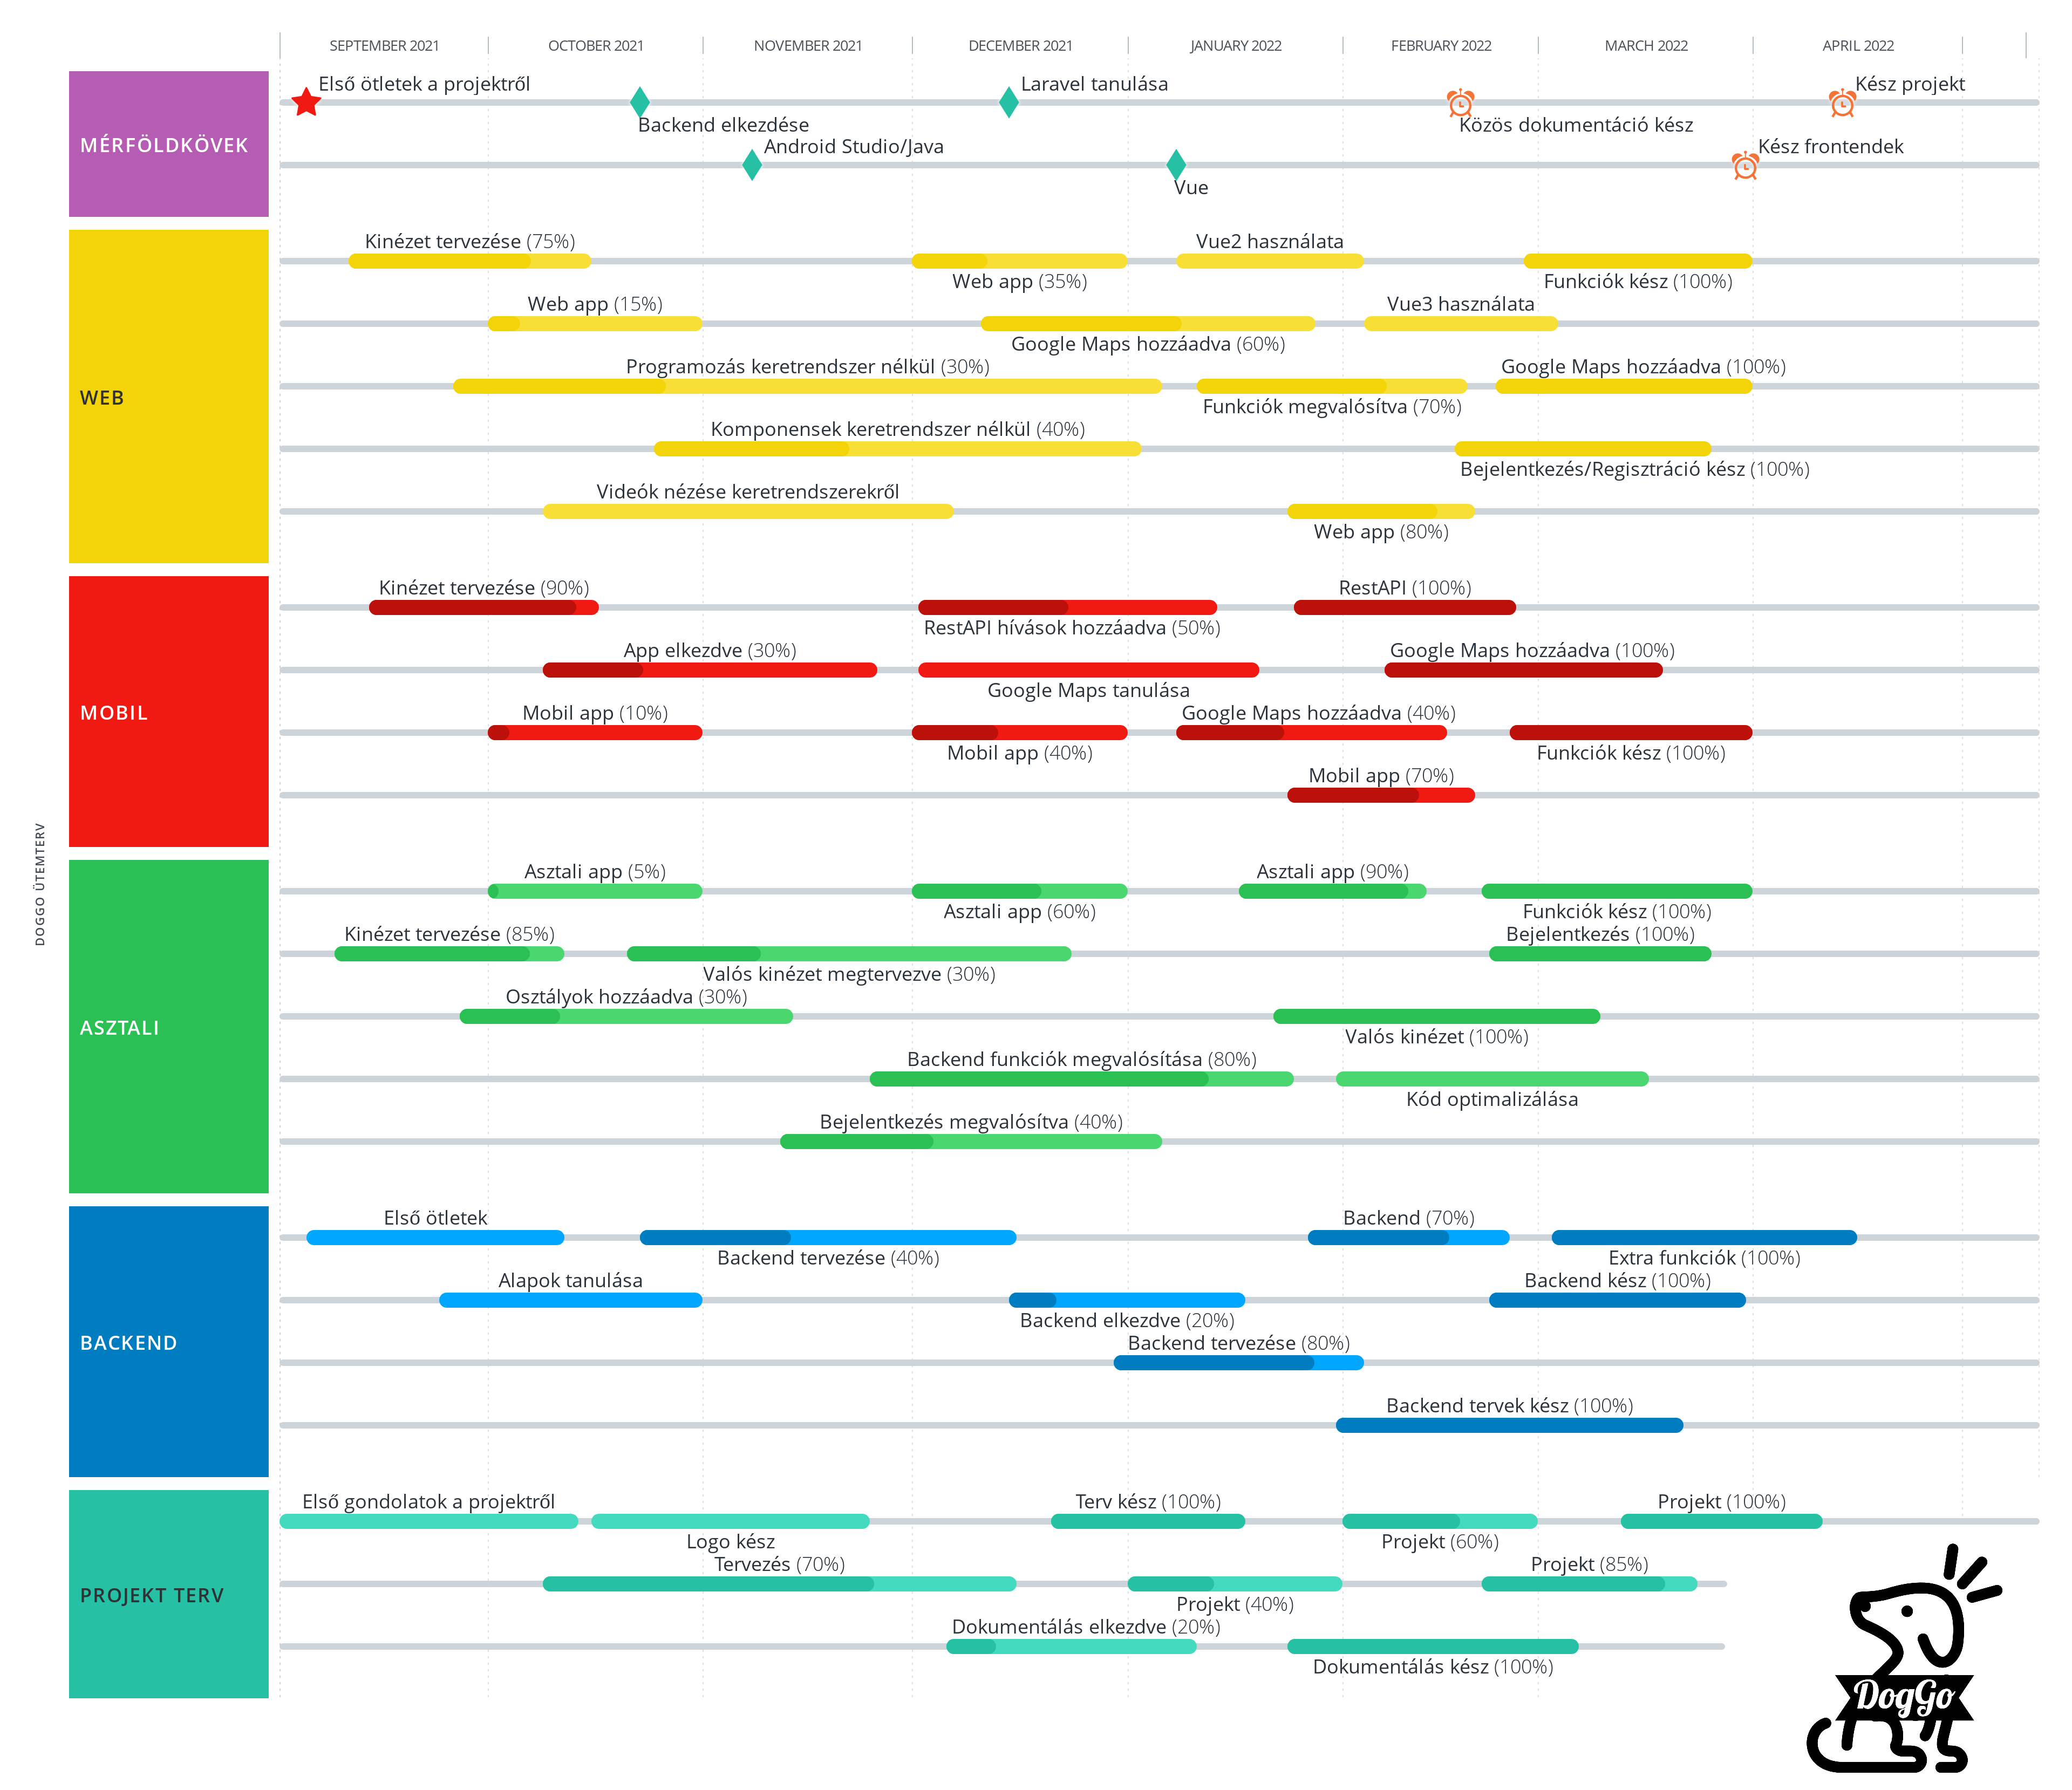 SEPTEMBER 2021
OCTOBER 2021
NOVEMBER 2021
DECEMBER 2021
JANUARY 2022
FEBRUARY 2022
MARCH 2022
APRIL 2022
DOGGO ÜTEMTERV
MÉRFÖLDKÖVEK
Első ötletek a projektről
Laravel tanulása
Kész projekt
Backend elkezdése
Közös dokumentáció kész
Android Studio/Java
Kész frontendek
Vue
WEB
Kinézet tervezése (75%)
Vue2 használata
Web app (35%)
Funkciók kész (100%)
Web app (15%)
Vue3 használata
Google Maps hozzáadva (60%)
Programozás keretrendszer nélkül (30%)
Google Maps hozzáadva (100%)
Funkciók megvalósítva (70%)
Komponensek keretrendszer nélkül (40%)
Bejelentkezés/Regisztráció kész (100%)
Videók nézése keretrendszerekről
Web app (80%)
MOBIL
Kinézet tervezése (90%)
RestAPI (100%)
RestAPI hívások hozzáadva (50%)
App elkezdve (30%)
Google Maps hozzáadva (100%)
Google Maps tanulása
Mobil app (10%)
Google Maps hozzáadva (40%)
Mobil app (40%)
Funkciók kész (100%)
Mobil app (70%)
ASZTALI
Asztali app (5%)
Asztali app (90%)
Asztali app (60%)
Funkciók kész (100%)
Kinézet tervezése (85%)
Bejelentkezés (100%)
Valós kinézet megtervezve (30%)
Osztályok hozzáadva (30%)
Valós kinézet (100%)
Backend funkciók megvalósítása (80%)
Kód optimalizálása
Bejelentkezés megvalósítva (40%)
BACKEND
Első ötletek
Backend (70%)
Backend tervezése (40%)
Extra funkciók (100%)
Alapok tanulása
Backend kész (100%)
Backend elkezdve (20%)
Backend tervezése (80%)
Backend tervek kész (100%)
PROJEKT TERV
Első gondolatok a projektről
Terv kész (100%)
Projekt (100%)
Logo kész
Projekt (60%)
Tervezés (70%)
Projekt (85%)
Projekt (40%)
Dokumentálás elkezdve (20%)
Dokumentálás kész (100%)
DogGo